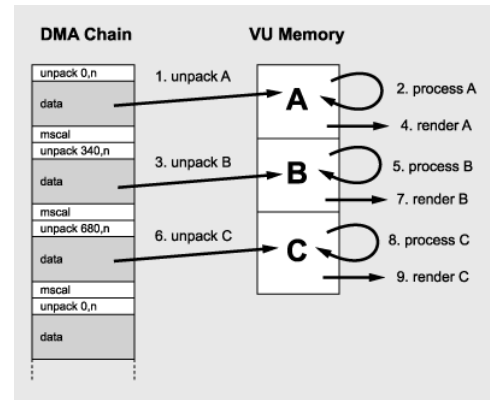 DMA Chain
VU Memory
unpack 0,n
data
mscal
unpack 340,n
data
mscal
unpack 680,n
data
mscal
unpack 0,n
data
1. unpack A
3. unpack B
6. unpack C
A
B
C
2. process A
4. render A
5. process B
7. render B
8. process C
9. render C